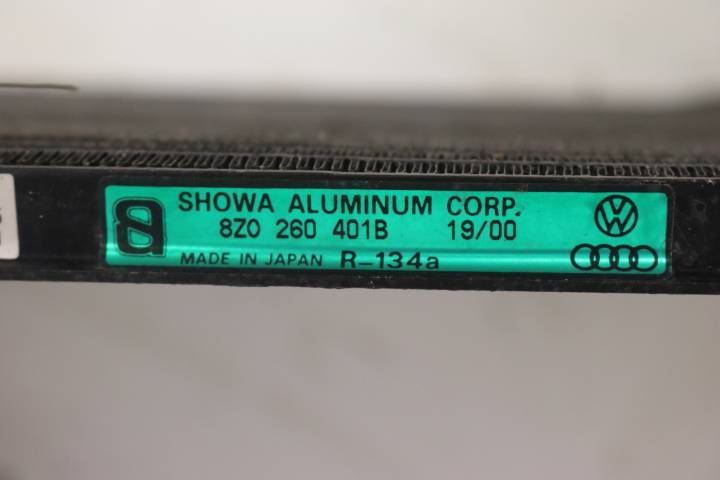 SHOWA ALUMINUM CORP.
8Z0 260 401B 19/00
MADE IN JAPAN R-134a